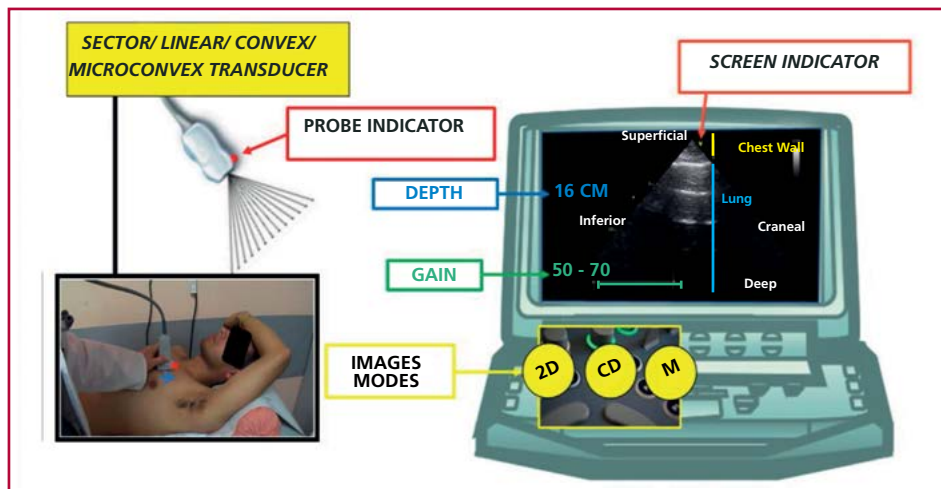 SECTOR/ LINEAR/ CONVEX/
MICROCONVEX TRANSDUCER
SCREEN INDICATOR
PROBE INDICATOR
Superficial
Chest Wall
DEPTH
16 CM
Lung
Inferior
Craneal
GAIN
50 - 70
Deep
IMAGES
MODES
2D
CD
M